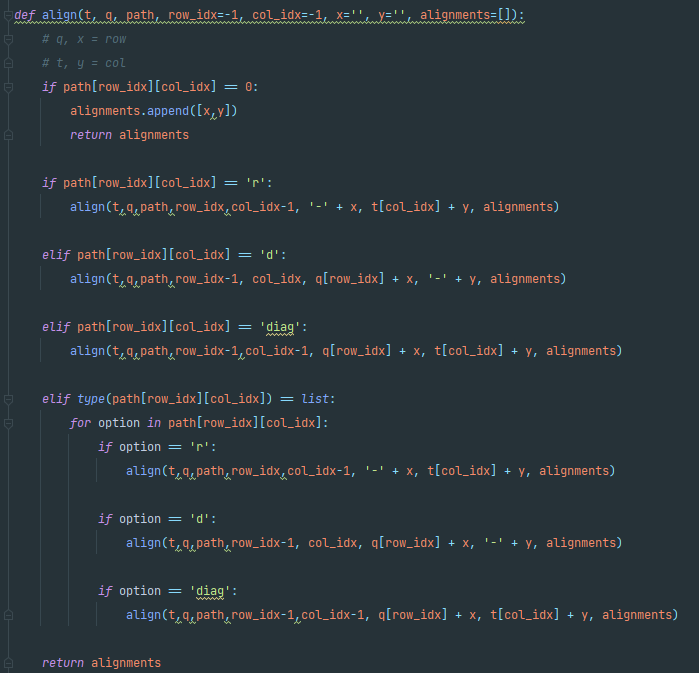 def align(t, q, path, row_idx=-1, col_idx=-1, x='', y='', alignments=[]):
    # q, x = row
    # t, y = col
    if path[row_idx][col_idx] == 0:
        alignments.append([x,y])
        return alignments

    if path[row_idx][col_idx] == 'r':
        align(t,q,path,row_idx,col_idx-1, '-' + x, t[col_idx] + y, alignments)

    elif path[row_idx][col_idx] == 'd':
        align(t,q,path,row_idx-1, col_idx, q[row_idx] + x, '-' + y, alignments)

    elif path[row_idx][col_idx] == 'diag':
        align(t,q,path,row_idx-1,col_idx-1, q[row_idx] + x, t[col_idx] + y, alignments)

    elif type(path[row_idx][col_idx]) == list:
        for option in path[row_idx][col_idx]:
            if option == 'r':
                align(t,q,path,row_idx,col_idx-1, '-' + x, t[col_idx] + y, alignments)

            if option == 'd':
                align(t,q,path,row_idx-1, col_idx, q[row_idx] + x, '-' + y, alignments)

            if option == 'diag':
                align(t,q,path,row_idx-1,col_idx-1, q[row_idx] + x, t[col_idx] + y, alignments)

    return alignments